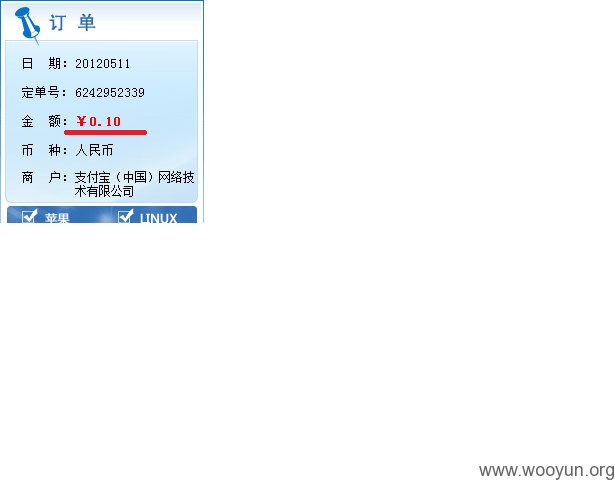 订 单
日 期：20120511
定单号：6242952339
金 额：￥0.10
币 种：人民币
商 户：支付宝（中国）网络技
术有限公司
苹果 LINUX
www.wooyun.org